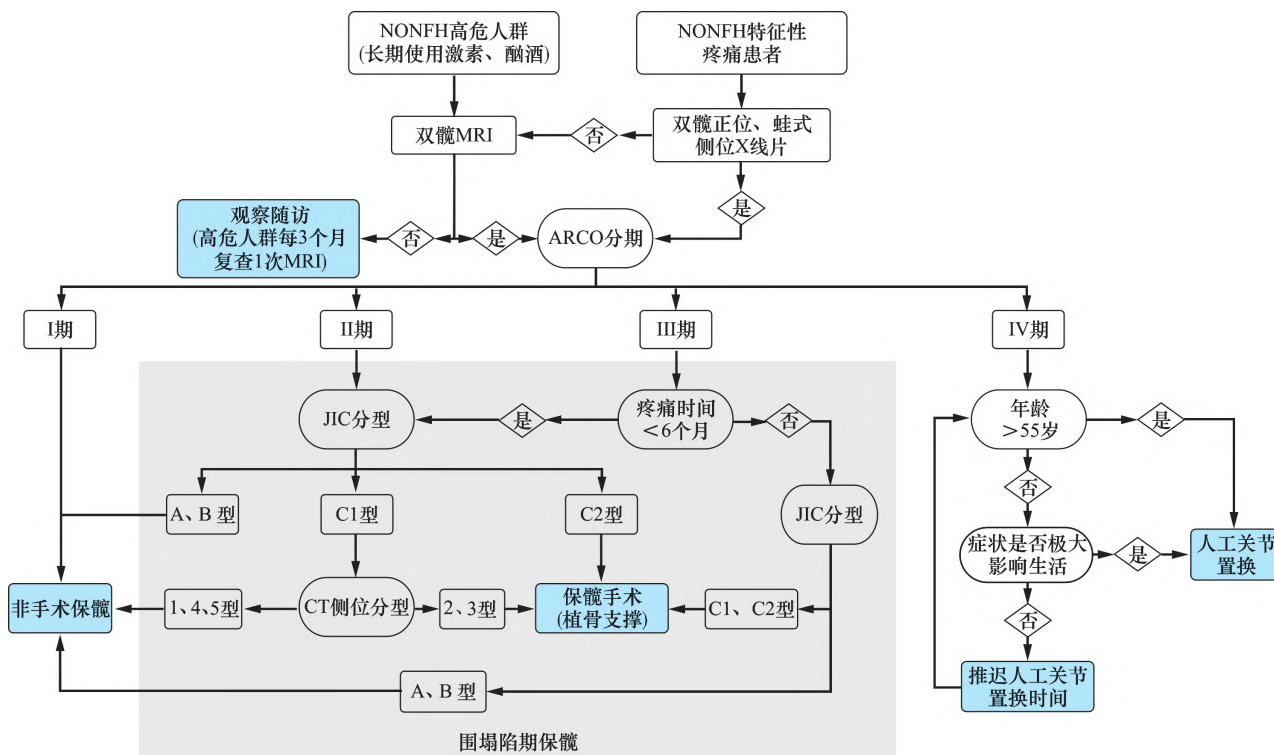 NONFH高危人群
(长期使用激素、酗酒)
NONFH特征性
疼痛患者
双髋MRI
否
双髋正位、蛙式
侧位X线片
是
观察随访
(高危人群每3个月
复查1次MRI)
否
是
ARCO分期
I期
II期
III期
IV期
JIC分型
是
疼痛时间
<6个月
否
年龄
>55岁
是
A、B 型
C1型
C2型
JIC分型
否
症状是否极大
影响生活
是
人工关节
置换
非手术保髋
1、4、5型
CT侧位分型
2、3型
保髋手术
(植骨支撑)
C1、C2型
否
A、B 型
推迟人工关节
置换时间
围塌陷期保髋